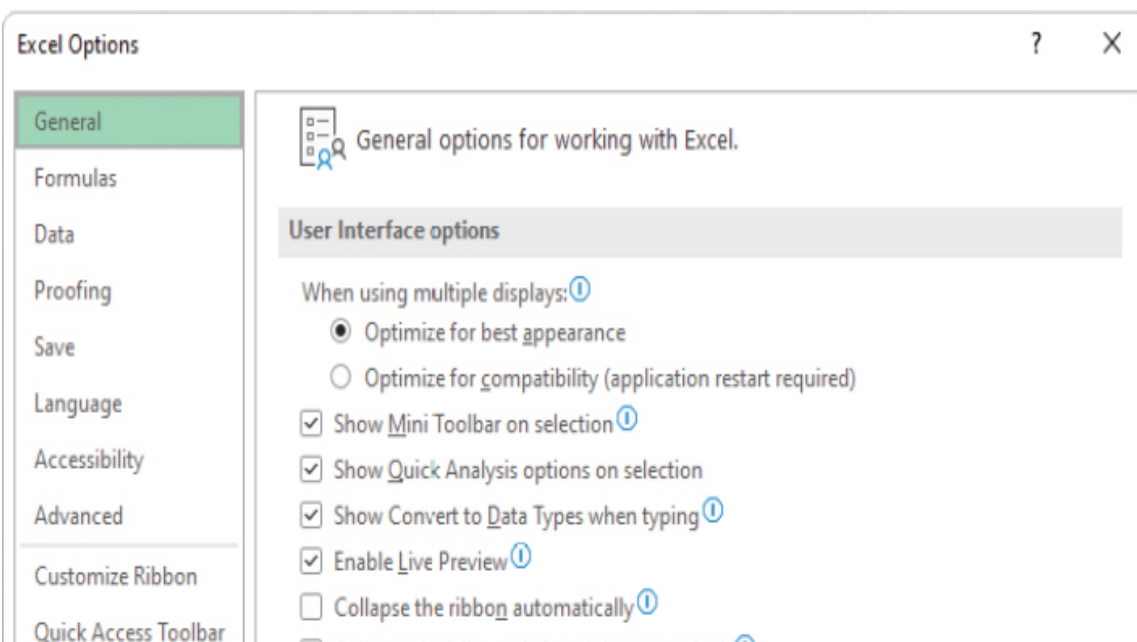 Excel Options
?
General
Formulas
Data
Proofing
Save
Language
Accessibility
Advanced
Customize Ribbon
Quick Access Toolbar
General options for working with Excel.
User Interface options
When using multiple displays:
Optimize for best appearance
Optimize for compatibility (application restart required)
Show Mini Toolbar on selection
Show Quick Analysis options on selection
Show Convert to Data Types when typing
Enable Live Preview
Collapse the ribbon automatically